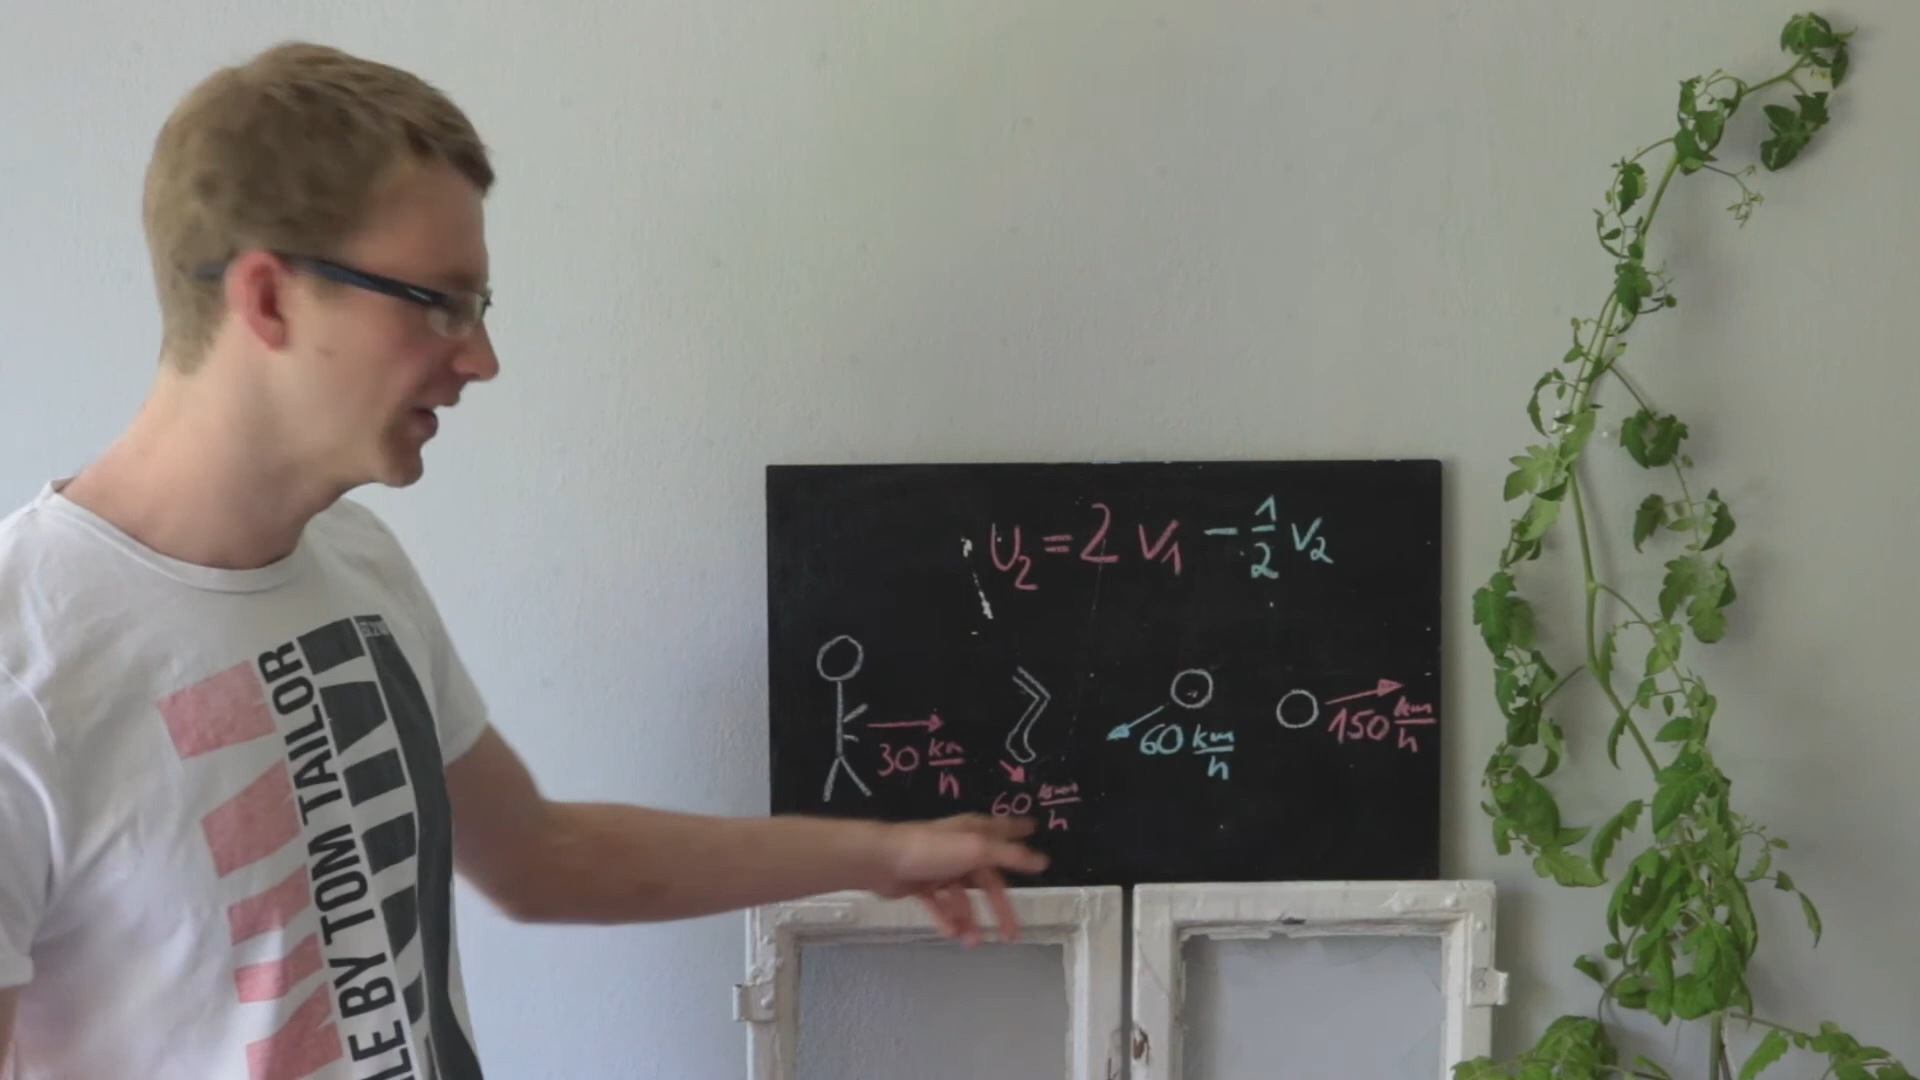 U₂ = 2 V₁ - 1/2 V₂
30 km/h
60 km/h
60 km/h
150 km/h
LE BY TOM TAILOR